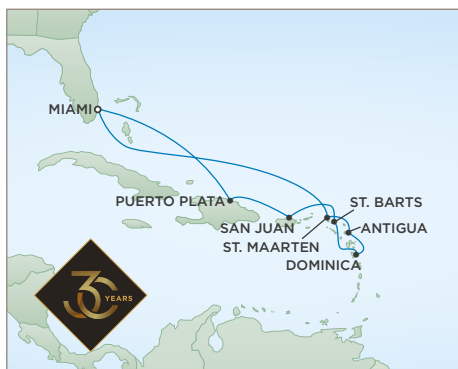 MIAMI
PUERTO PLATA
SAN JUAN
ST. MAARTEN
ST. BARTS
ANTIGUA
DOMINICA
30
YEARS